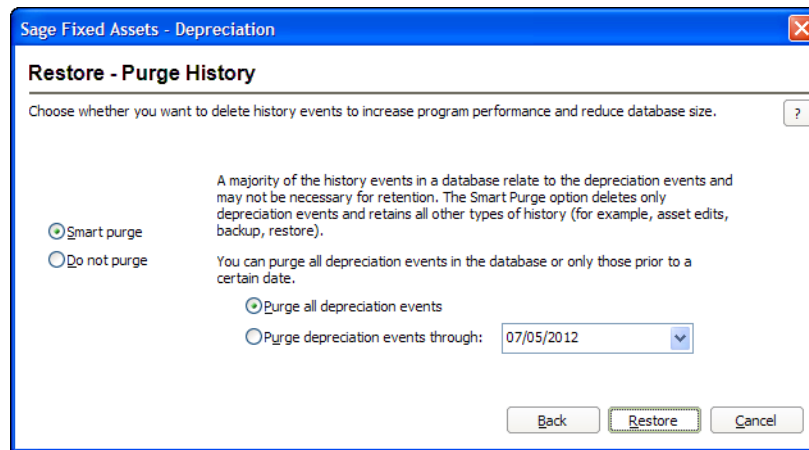 Sage Fixed Assets - Depreciation
Restore - Purge History
Choose whether you want to delete history events to increase program performance and reduce database size.
?
A majority of the history events in a database relate to the depreciation events and
may not be necessary for retention. The Smart Purge option deletes only
depreciation events and retains all other types of history (for example, asset edits,
backup, restore).
Smart purge
Do not purge
You can purge all depreciation events in the database or only those prior to a
certain date.
Purge all depreciation events
Purge depreciation events through: 07/05/2012
Back Restore Cancel